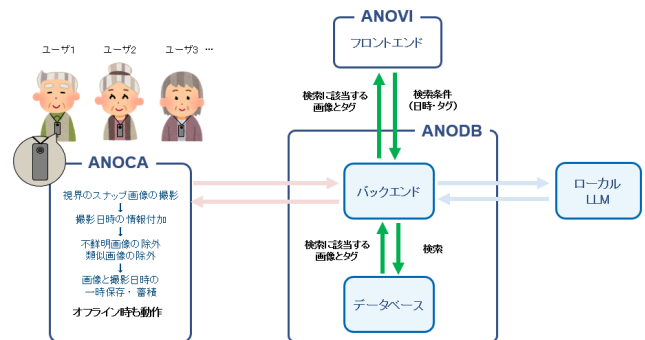 ANOVI
フロントエンド
ユーザ1
ユーザ2
ユーザ3 …
検索に該当する
画像とタグ
検索条件
(日時・タグ)
ANODB
ANOCA
視界のスナップ画像の撮影
↓
撮影日時の情報付加
↓
不鮮明画像の除外
類似画像の除外
↓
画像と撮影日時の
一時保存・蓄積
オフライン時も動作
バックエンド
ローカル
LLM
検索に該当する
画像とタグ
検索
データベース